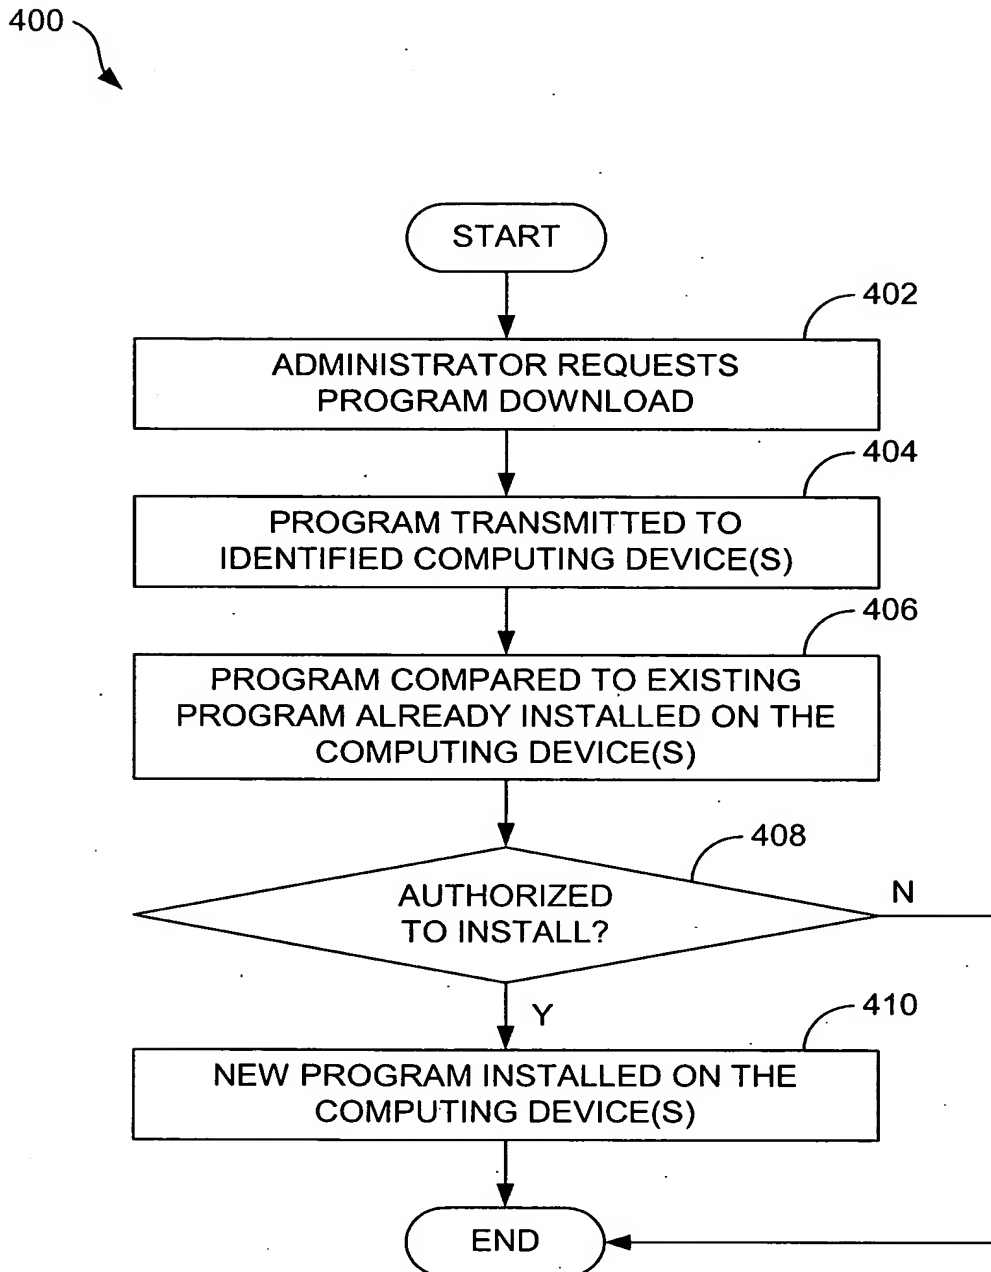 400
START
402
ADMINISTRATOR REQUESTS
PROGRAM DOWNLOAD
404
PROGRAM TRANSMITTED TO
IDENTIFIED COMPUTING DEVICE(S)
406
PROGRAM COMPARED TO EXISTING
PROGRAM ALREADY INSTALLED ON THE
COMPUTING DEVICE(S)
408
AUTHORIZED
TO INSTALL?
N
Y
410
NEW PROGRAM INSTALLED ON THE
COMPUTING DEVICE(S)
END